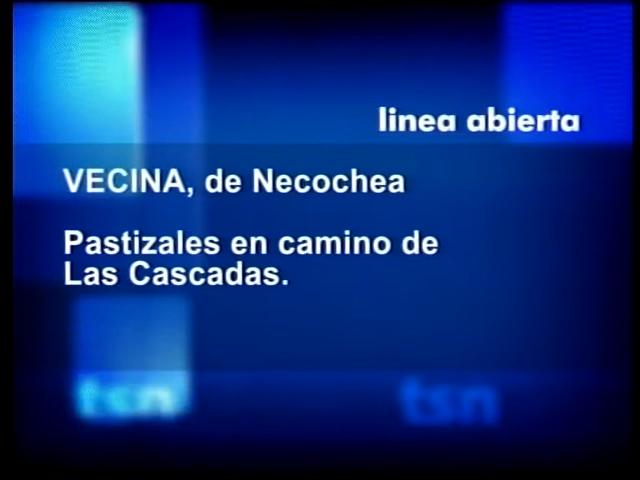 linea abierta
VECINA, de Necochea
Pastizales en camino de
Las Cascadas.
tsn
tsn